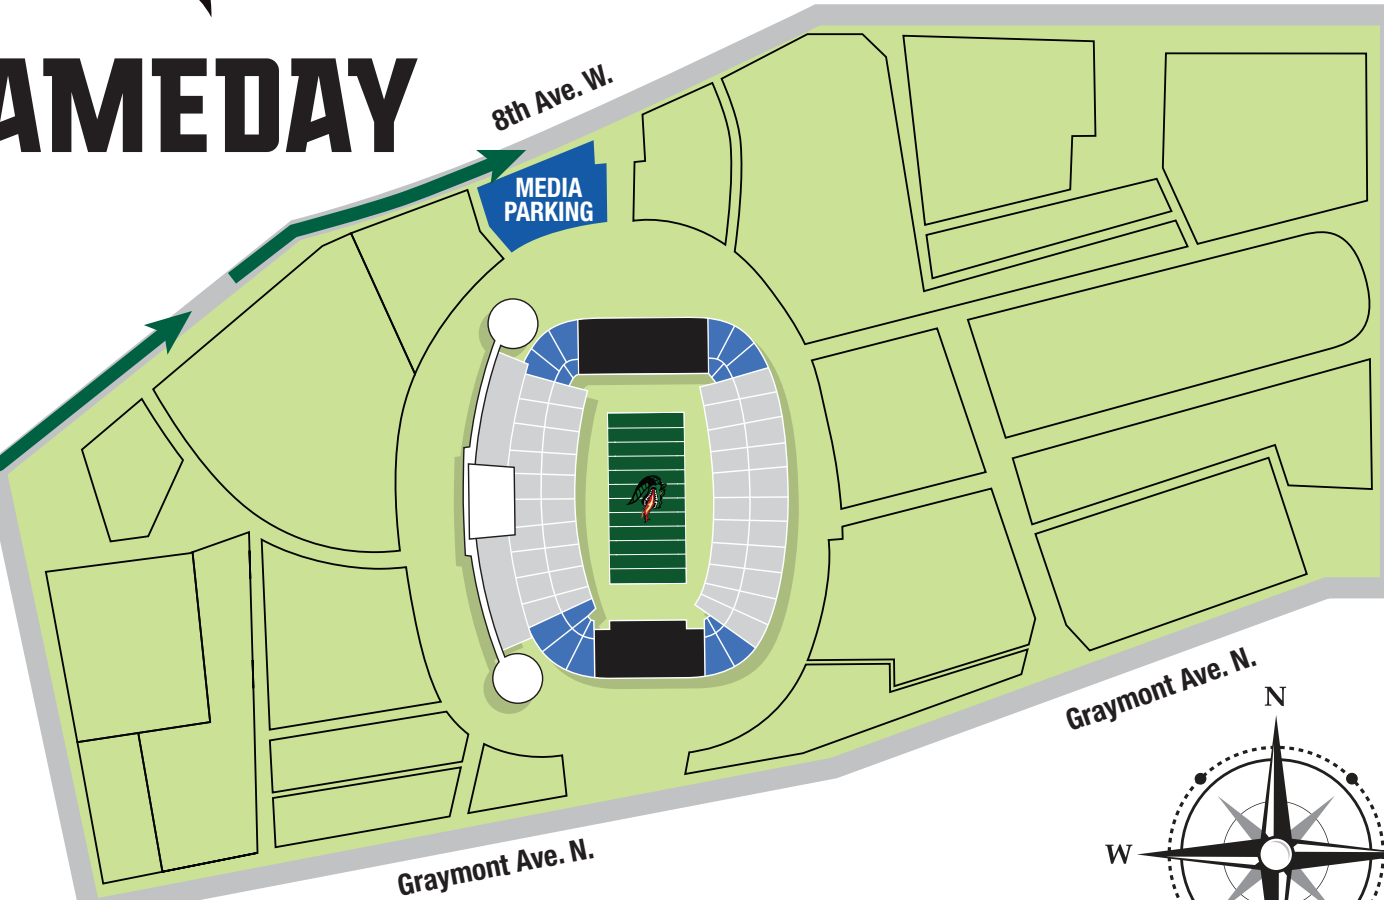 AMEDAY
8th Ave. W.
MEDIA
PARKING
Graymont Ave. N.
N
Graymont Ave. N.
W